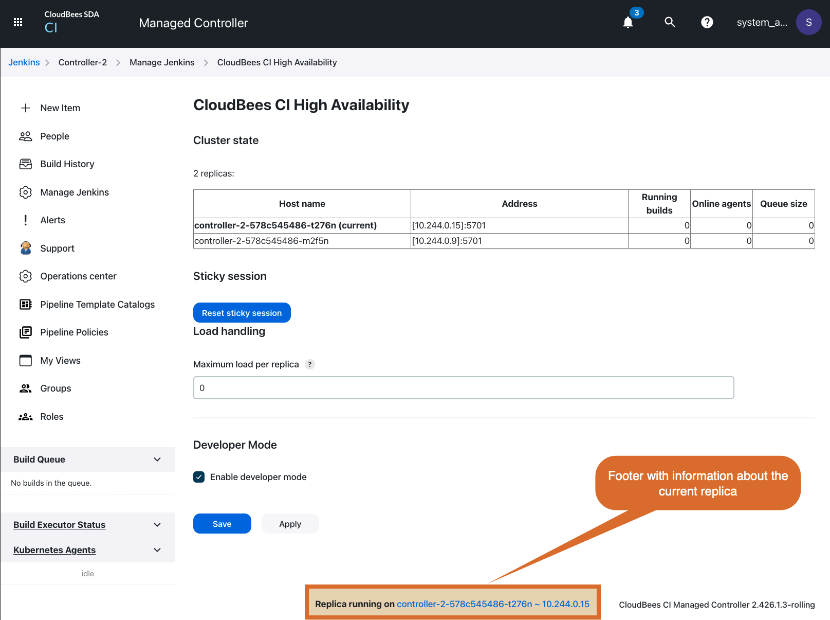 CloudBees SDA
CI
Managed Controller
3
system_a...
S
Jenkins > Controller-2 > Manage Jenkins > CloudBees CI High Availability
New Item
People
Build History
Manage Jenkins
Alerts
Support
Operations center
Pipeline Template Catalogs
Pipeline Policies
My Views
Groups
Roles
Build Queue
No builds in the queue.
Build Executor Status
Kubernetes Agents
idle
CloudBees CI High Availability
Cluster state
2 replicas:
Host name Address Running builds Online agents Queue size
controller-2-578c545486-t276n (current) [10.244.0.15]:5701 0 0 0
controller-2-578c545486-m2f5n [10.244.0.9]:5701 0 0 0
Sticky session
Reset sticky session
Load handling
Maximum load per replica ?
0
Developer Mode
Enable developer mode
Save Apply
Footer with information about the
current replica
Replica running on controller-2-578c545486-t276n ~ 10.244.0.15
CloudBees CI Managed Controller 2.426.1.3-rolling